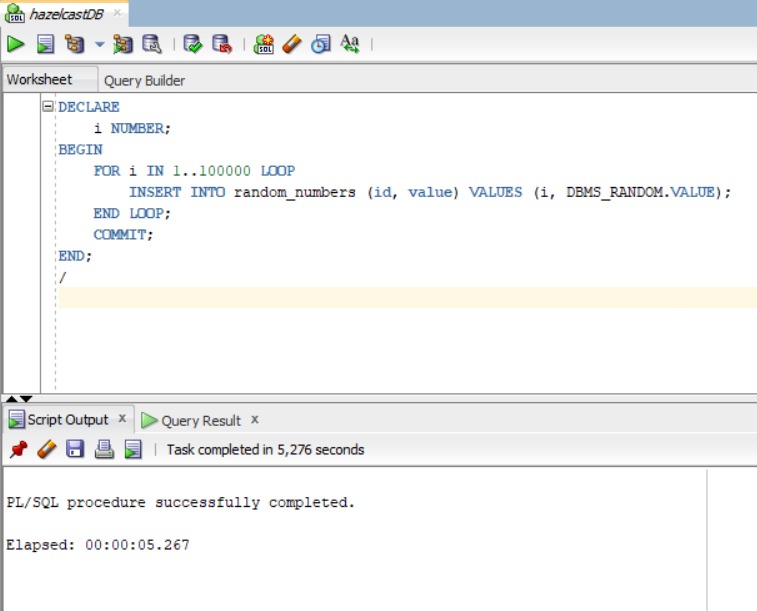 hazelcastDB
SQL
Worksheet
Query Builder
DECLARE
i NUMBER;
BEGIN
FOR i IN 1..100000 LOOP
INSERT INTO random_numbers (id, value) VALUES (i, DBMS_RANDOM.VALUE);
END LOOP;
COMMIT;
END;
/
Script Output x
Query Result x
Task completed in 5,276 seconds
PL/SQL procedure successfully completed.
Elapsed: 00:00:05.267